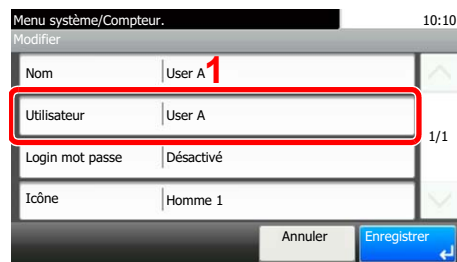 Menu système/Compteur. 10:10
Modifier
Nom User A 1
Utilisateur User A
1/1
Login mot passe Désactivé
Icône Homme 1
Annuler Enregistrer